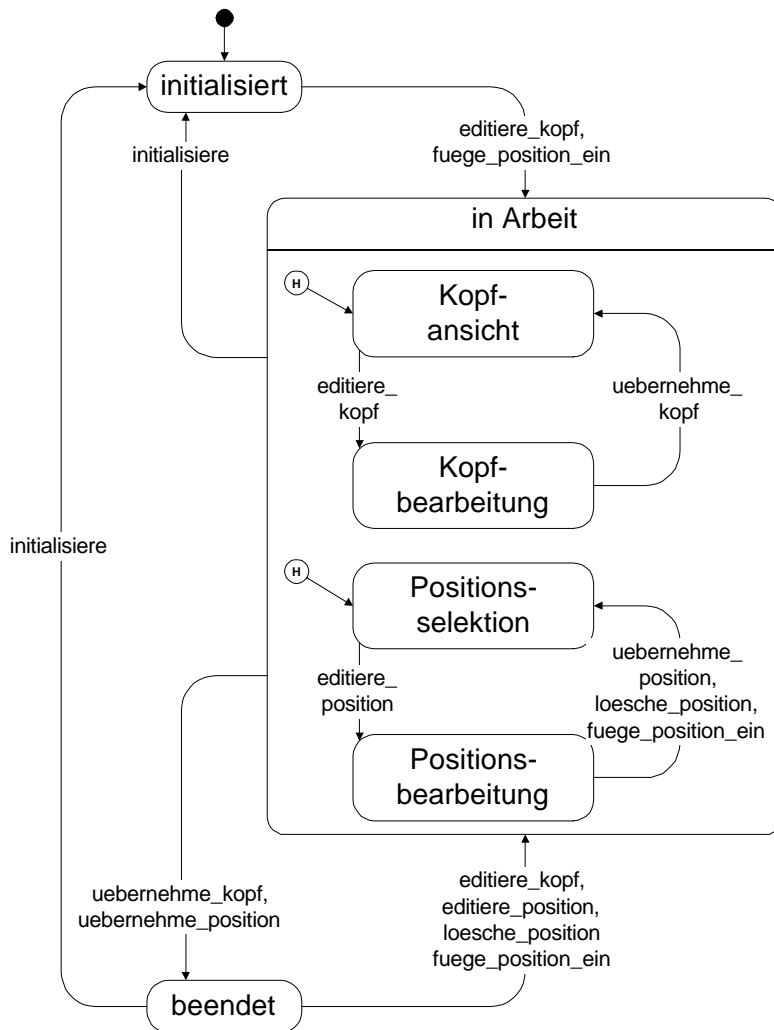 initialisiert
editiere_kopf,
fuege_position_ein
initialisiere
in Arbeit
H
Kopf-
ansicht
editiere_
kopf
uebernehme_
kopf
Kopf-
bearbeitung
initialisiere
H
Positions-
selektion
editiere_
position
uebernehme_
position,
loesche_position,
fuege_position_ein
Positions-
bearbeitung
uebernehme_kopf,
uebernehme_position
editiere_kopf,
editiere_position,
loesche_position
fuege_position_ein
beendet